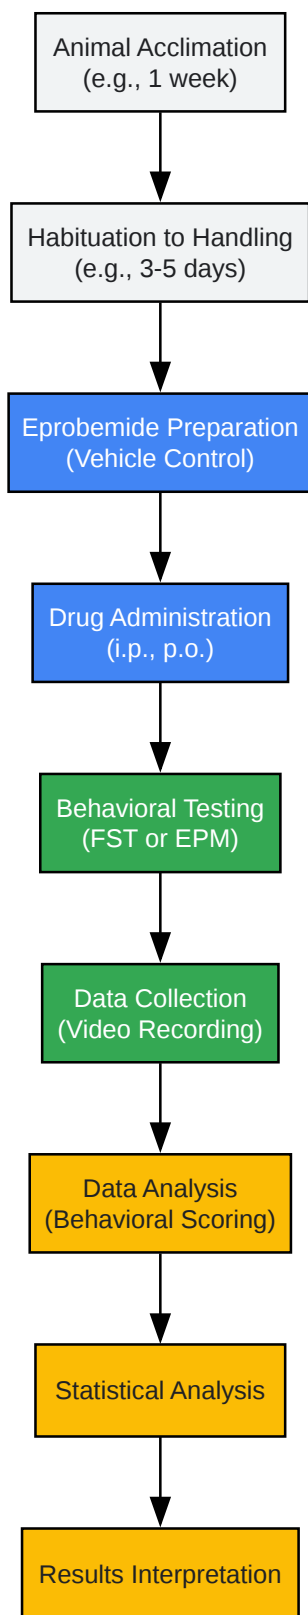 Animal Acclimation
(e.g., 1 week)
Habituation to Handling
(e.g., 3-5 days)
Eprobemide Preparation
(Vehicle Control)
Drug Administration
(i.p., p.o.)
Behavioral Testing
(FST or EPM)
Data Collection
(Video Recording)
Data Analysis
(Behavioral Scoring)
Statistical Analysis
Results Interpretation